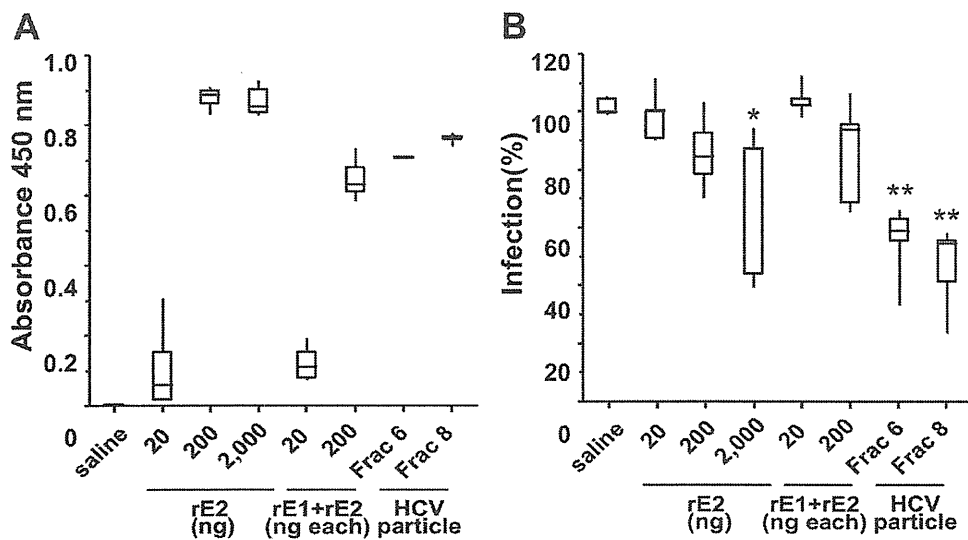 A
Absorbance 450 nm
1.0
0.8
0.6
0.4
0.2
0
saline
20
200
2,000
20
200
Frac 6
Frac 8
rE2
(ng)
rE1+rE2
(ng each)
HCV
particle
B
Infection(%)
120
100
80
60
40
20
0
*
**
**
saline
20
200
2,000
20
200
Frac 6
Frac 8
rE2
(ng)
rE1+rE2
(ng each)
HCV
particle